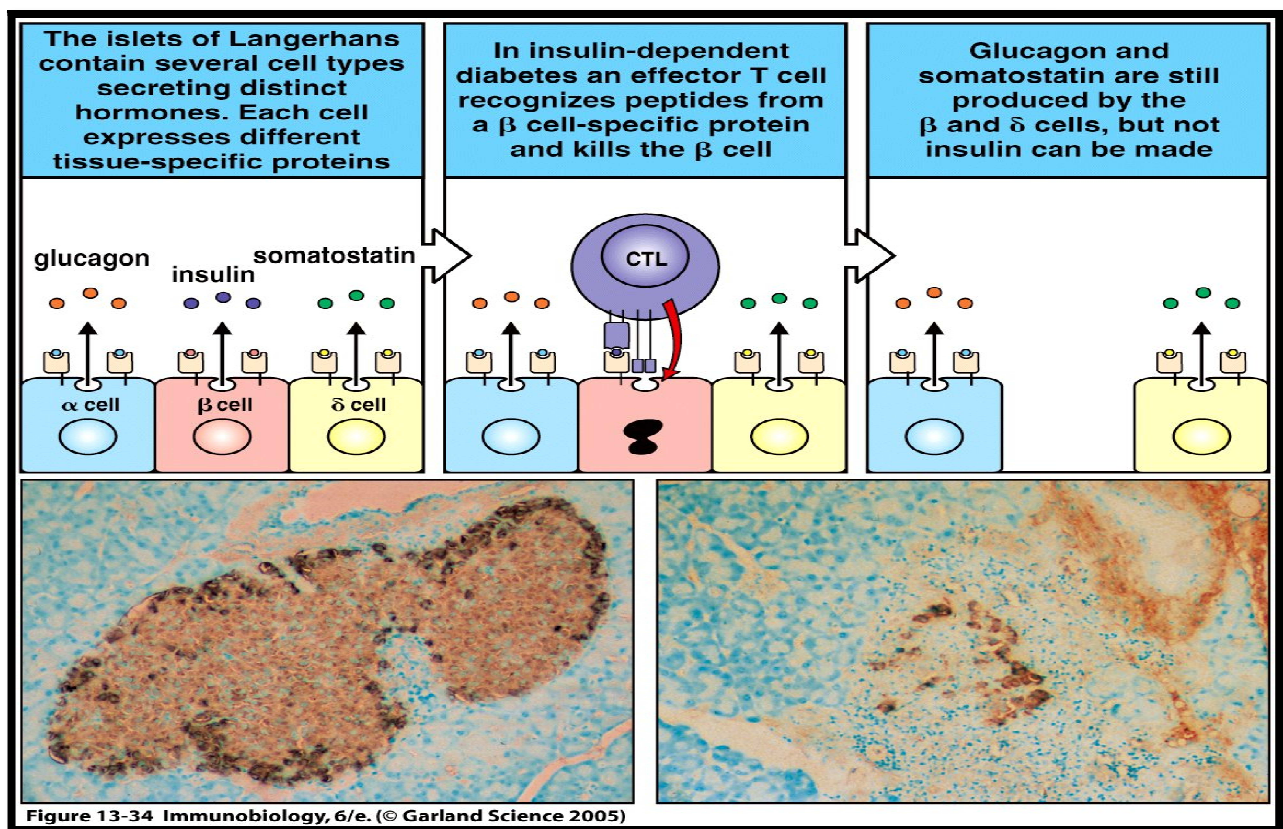 The islets of Langerhans
contain several cell types
secreting distinct
hormones. Each cell
expresses different
tissue-specific proteins
In insulin-dependent
diabetes an effector T cell
recognizes peptides from
a β cell-specific protein
and kills the β cell
Glucagon and
somatostatin are still
produced by the
β and δ cells, but not
insulin can be made
glucagon
insulin
somatostatin
α cell
β cell
δ cell
CTL
Figure 13-34 Immunobiology, 6/e. (© Garland Science 2005)